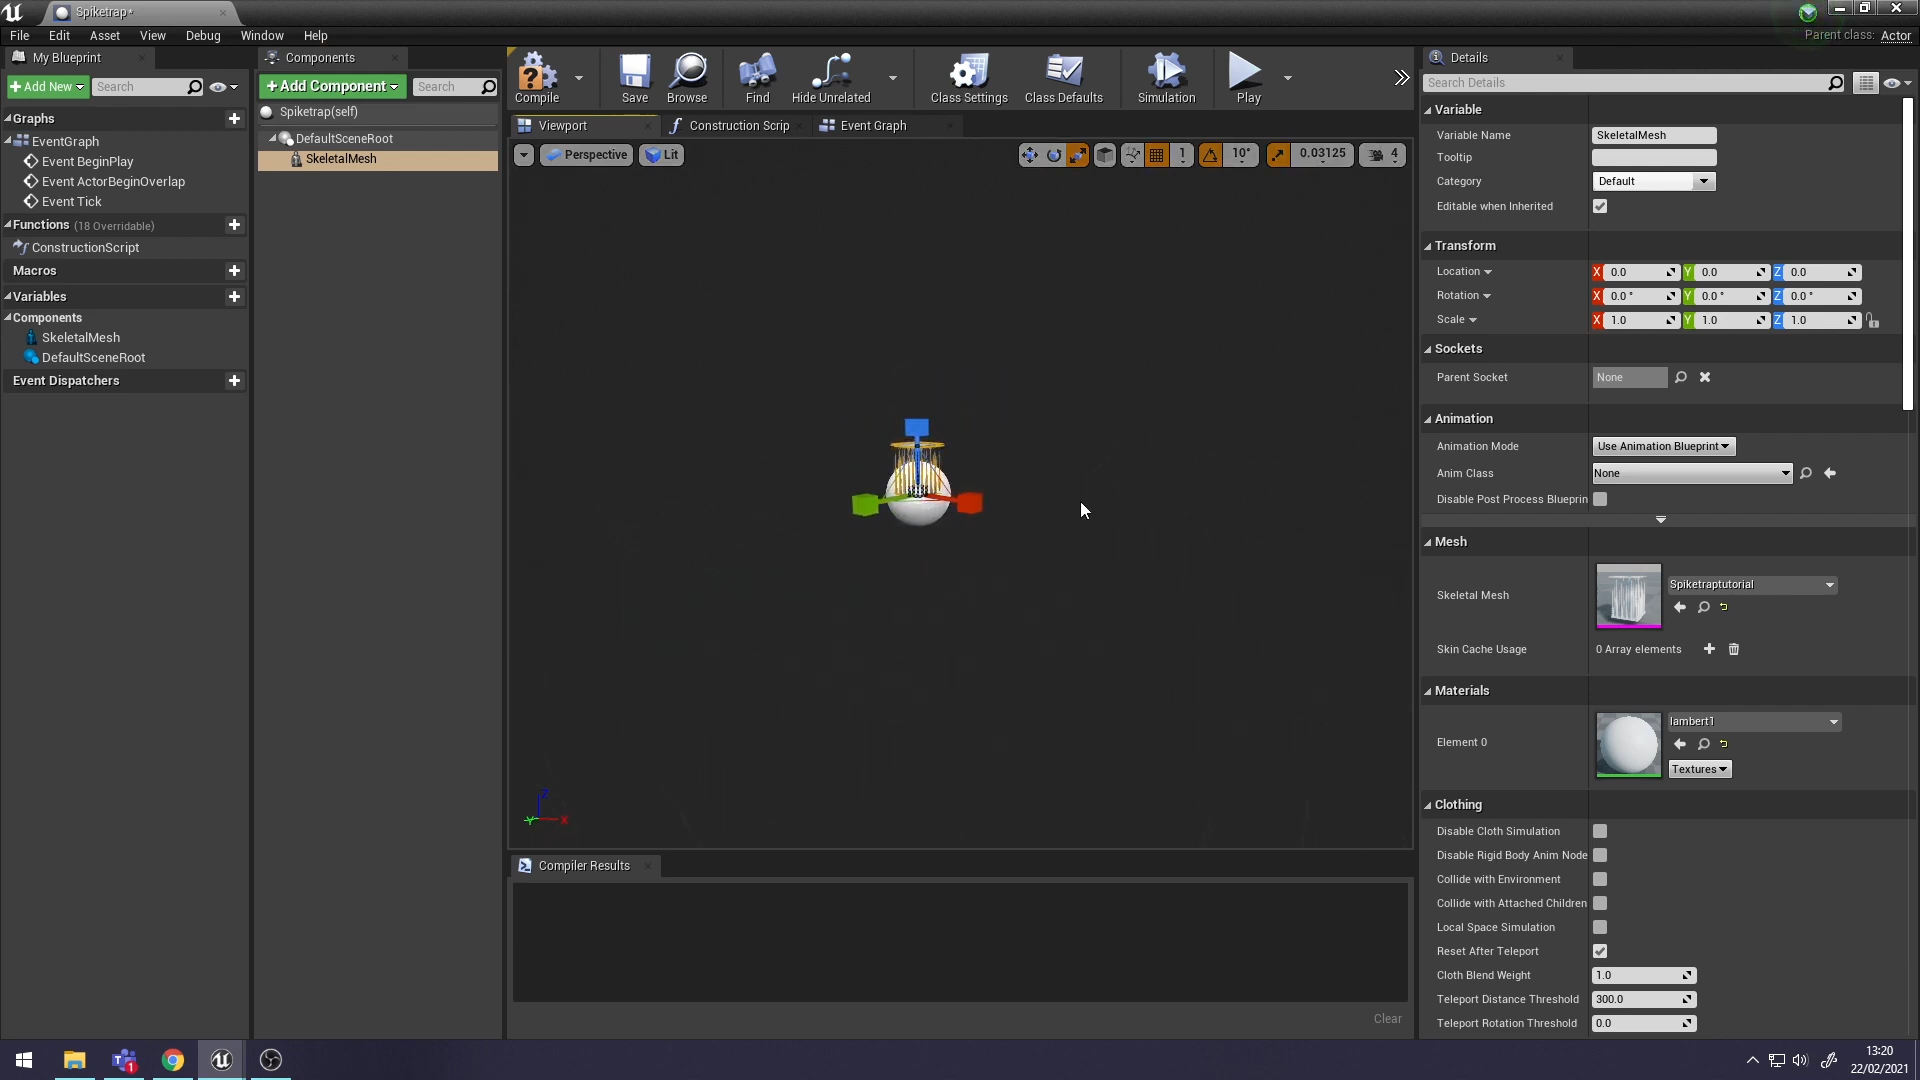 Spiketrap*
File Edit Asset View Debug Window Help
Parent class: Actor
My Blueprint
Add New
Search
Graphs
EventGraph
Event BeginPlay
Event ActorBeginOverlap
Event Tick
Functions (18 Overridable)
ConstructionScript
Macros
Variables
Components
SkeletalMesh
DefaultSceneRoot
Event Dispatchers
Components
+Add Component
Search
Spiketrap(self)
DefaultSceneRoot
SkeletalMesh
Compile
Save
Browse
Find
Hide Unrelated
Class Settings
Class Defaults
Simulation
Play
Viewport
Construction Scrip
Event Graph
Perspective
Lit
1
10°
0.03125
4
Z
Y
X
Compiler Results
Clear
Details
Search Details
Variable
Variable Name SkeletalMesh
Tooltip
Category Default
Editable when Inherited
Transform
Location X 0.0 Y 0.0 Z 0.0
Rotation X 0.0 ° Y 0.0 ° Z 0.0 °
Scale X 1.0 Y 1.0 Z 1.0
Sockets
Parent Socket None
Animation
Animation Mode Use Animation Blueprint
Anim Class None
Disable Post Process Blueprin
Mesh
Skeletal Mesh Spiketraptutorial
Skin Cache Usage 0 Array elements
Materials
Element 0 lambert1
Textures
Clothing
Disable Cloth Simulation
Disable Rigid Body Anim Node
Collide with Environment
Collide with Attached Children
Local Space Simulation
Reset After Teleport
Cloth Blend Weight 1.0
Teleport Distance Threshold 300.0
Teleport Rotation Threshold 0.0
13:20
22/02/2021